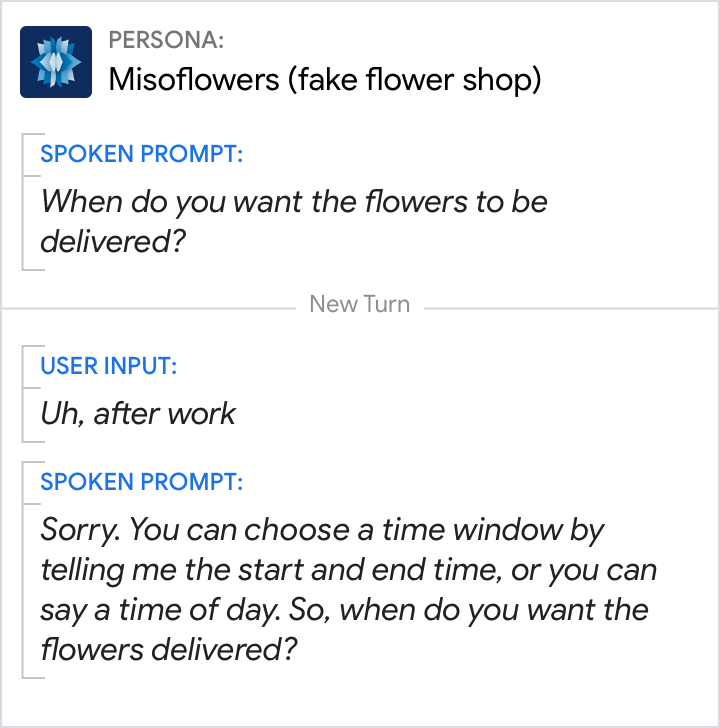 PERSONA:
Misoflowers (fake flower shop)
SPOKEN PROMPT:
When do you want the flowers to be
delivered?
New Turn
USER INPUT:
Uh, after work
SPOKEN PROMPT:
Sorry. You can choose a time window by
telling me the start and end time, or you can
say a time of day. So, when do you want the
flowers delivered?